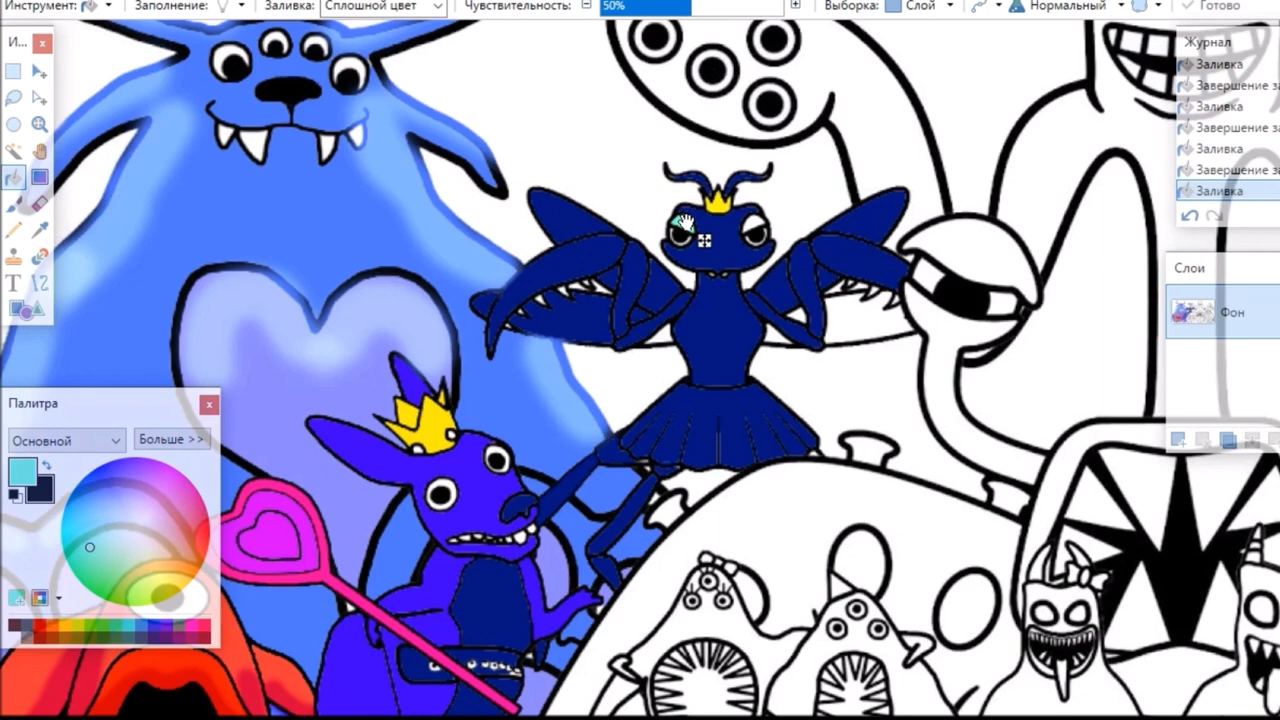 Инструмент: Заполнение: Заливка: Сплошной цвет Чувствительность: 50% Выборка: Слой Нормальный Готово
И...
Журнал
Заливка
Завершение за
Заливка
Завершение за
Заливка
Завершение за
Заливка
Слои
Фон
Палитра
Основной Больше >>